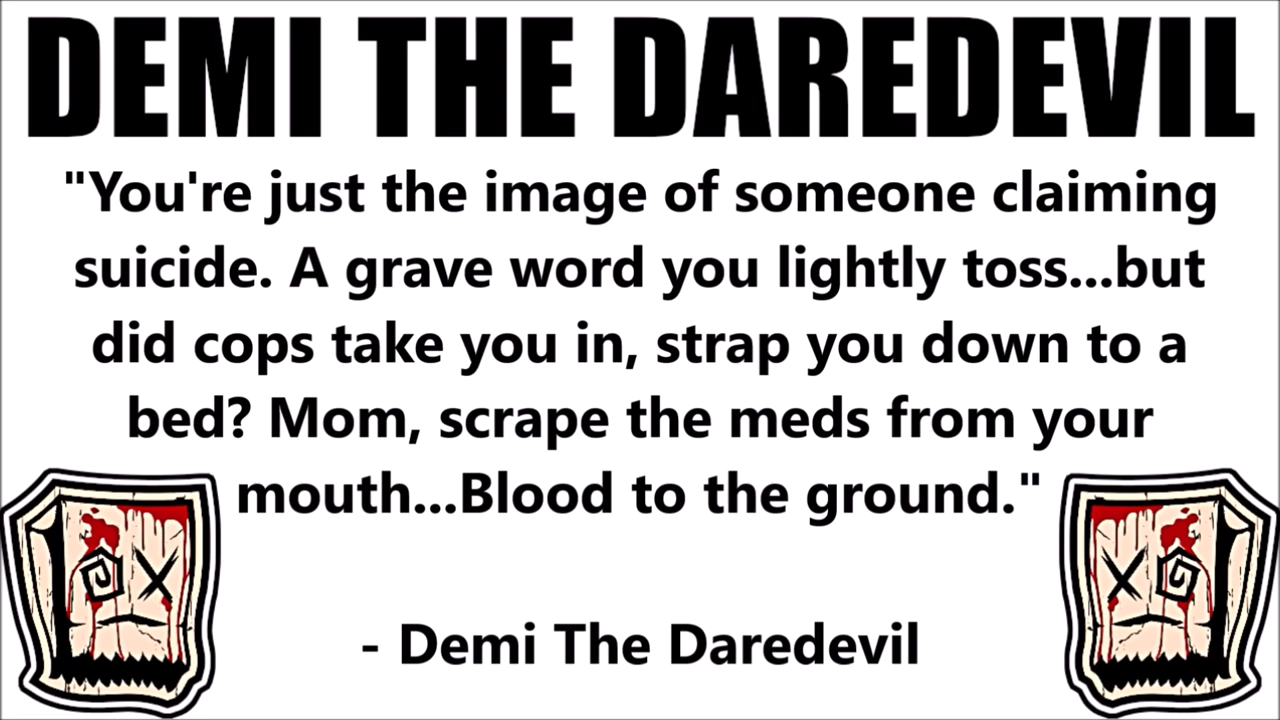 DEMI THE DAREDEVIL
"You're just the image of someone claiming
suicide. A grave word you lightly toss...but
did cops take you in, strap you down to a
bed? Mom, scrape the meds from your
mouth...Blood to the ground."
- Demi The Daredevil